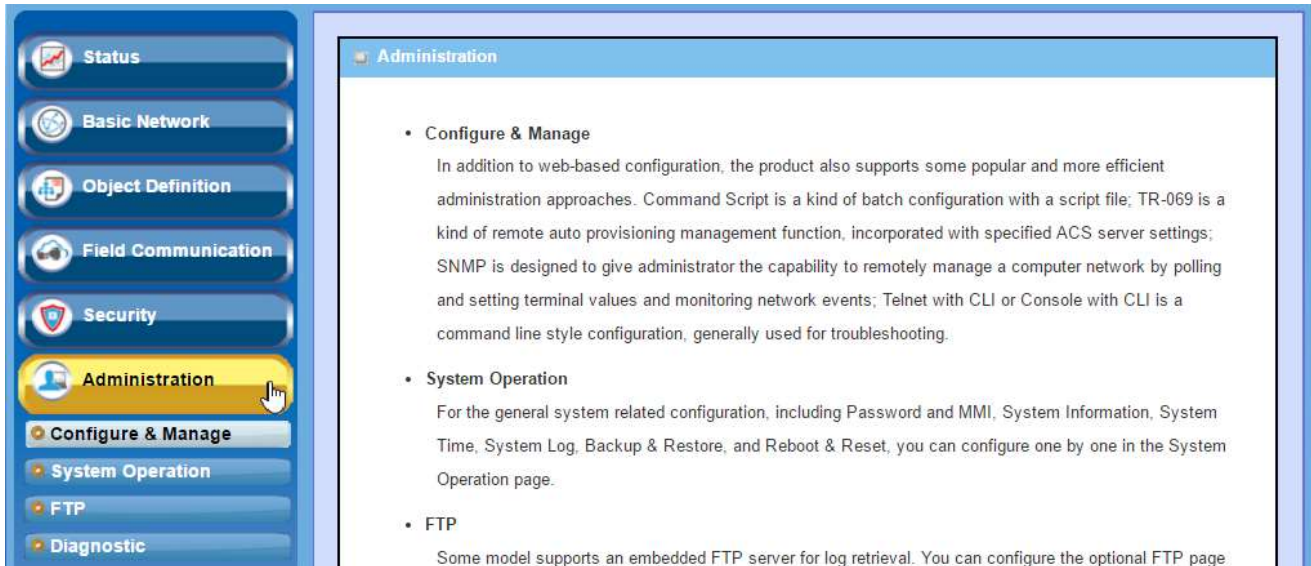 Status
Basic Network
Object Definition
Field Communication
Security
Administration
Configure & Manage
System Operation
FTP
Diagnostic
Administration
• Configure & Manage
In addition to web-based configuration, the product also supports some popular and more efficient
administration approaches. Command Script is a kind of batch configuration with a script file; TR-069 is a
kind of remote auto provisioning management function, incorporated with specified ACS server settings;
SNMP is designed to give administrator the capability to remotely manage a computer network by polling
and setting terminal values and monitoring network events; Telnet with CLI or Console with CLI is a
command line style configuration, generally used for troubleshooting.
• System Operation
For the general system related configuration, including Password and MMI, System Information, System
Time, System Log, Backup & Restore, and Reboot & Reset, you can configure one by one in the System
Operation page.
• FTP
Some model supports an embedded FTP server for log retrieval. You can configure the optional FTP page